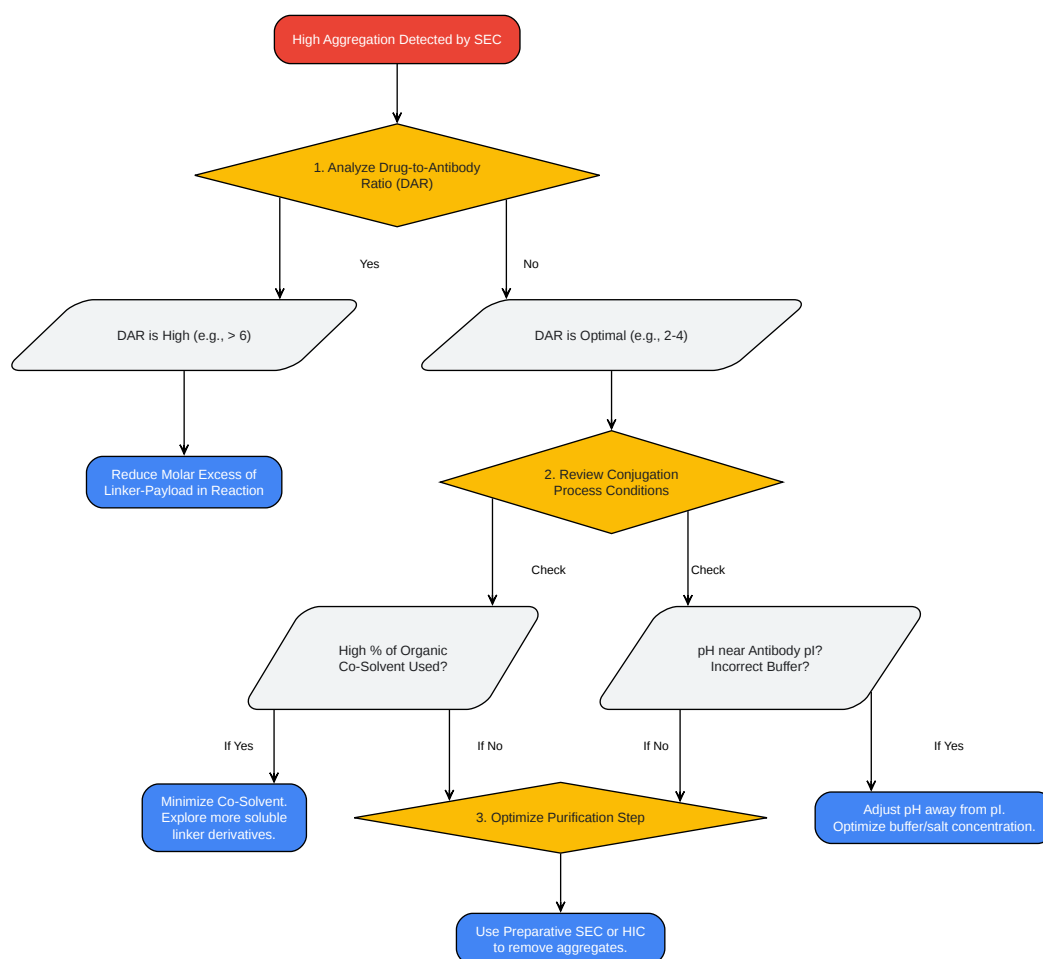 High Aggregation Detected by SEC
1. Analyze Drug-to-Antibody
Ratio (DAR)
Yes
No
DAR is High (e.g., > 6)
DAR is Optimal (e.g., 2-4)
Reduce Molar Excess of
Linker-Payload in Reaction
2. Review Conjugation
Process Conditions
Check
Check
High % of Organic
Co-Solvent Used?
pH near Antibody pI?
Incorrect Buffer?
If Yes
If No
If No
If Yes
Minimize Co-Solvent.
Explore more soluble
linker derivatives.
3. Optimize Purification Step
Adjust pH away from pI.
Optimize buffer/salt concentration.
Use Preparative SEC or HIC
to remove aggregates.